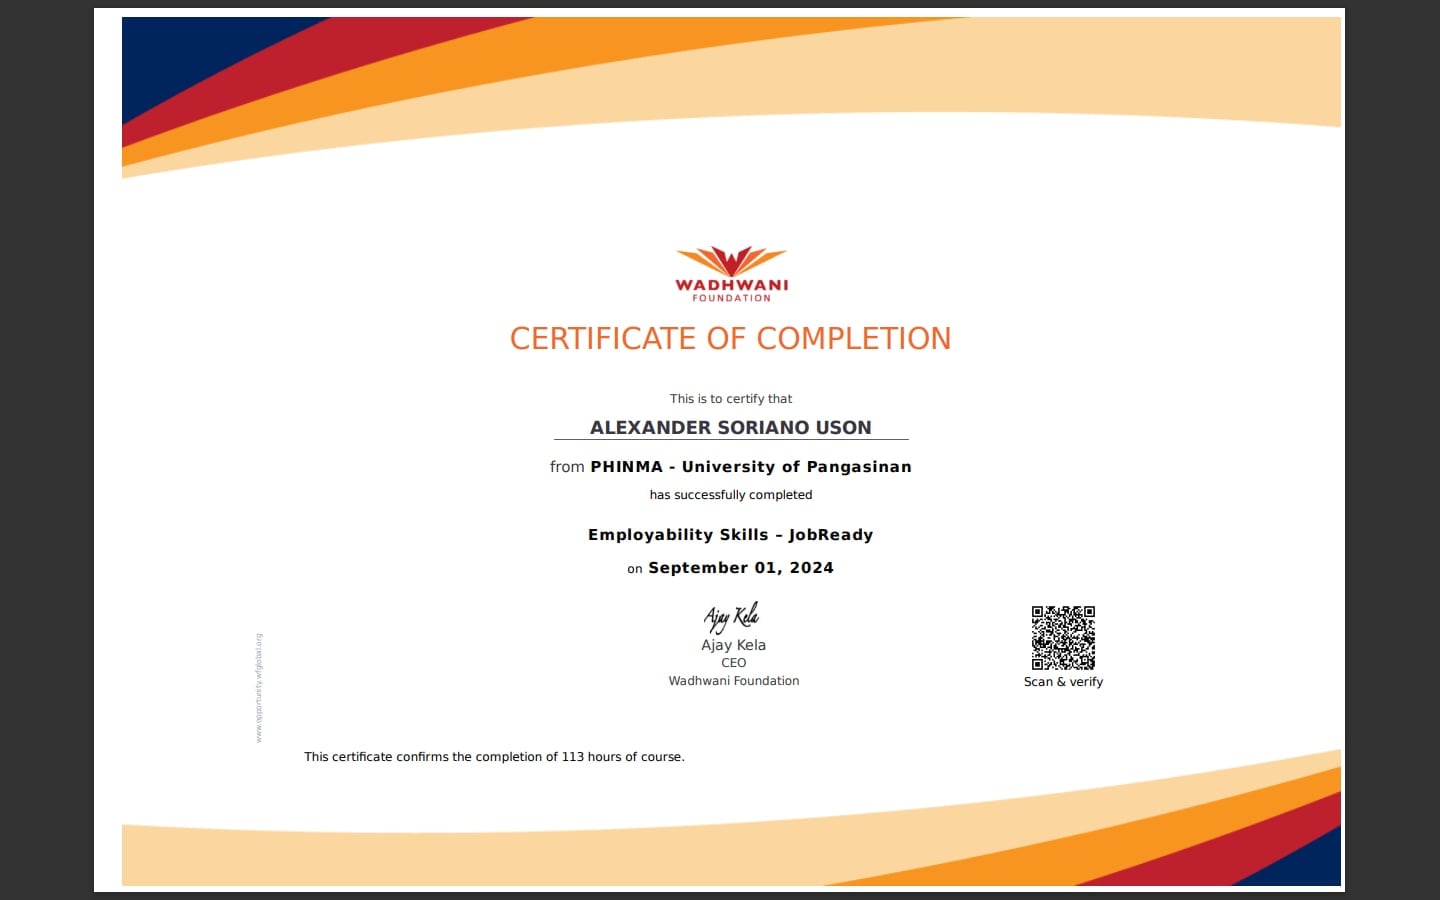 WADHWANI
FOUNDATION
CERTIFICATE OF COMPLETION
This is to certify that
ALEXANDER SORIANO USON
from PHINMA - University of Pangasinan
has successfully completed
Employability Skills – JobReady
on September 01, 2024
Ajay Kela
Ajay Kela
CEO
Wadhwani Foundation
Scan & verify
www.opportunity.wfglobal.org
This certificate confirms the completion of 113 hours of course.